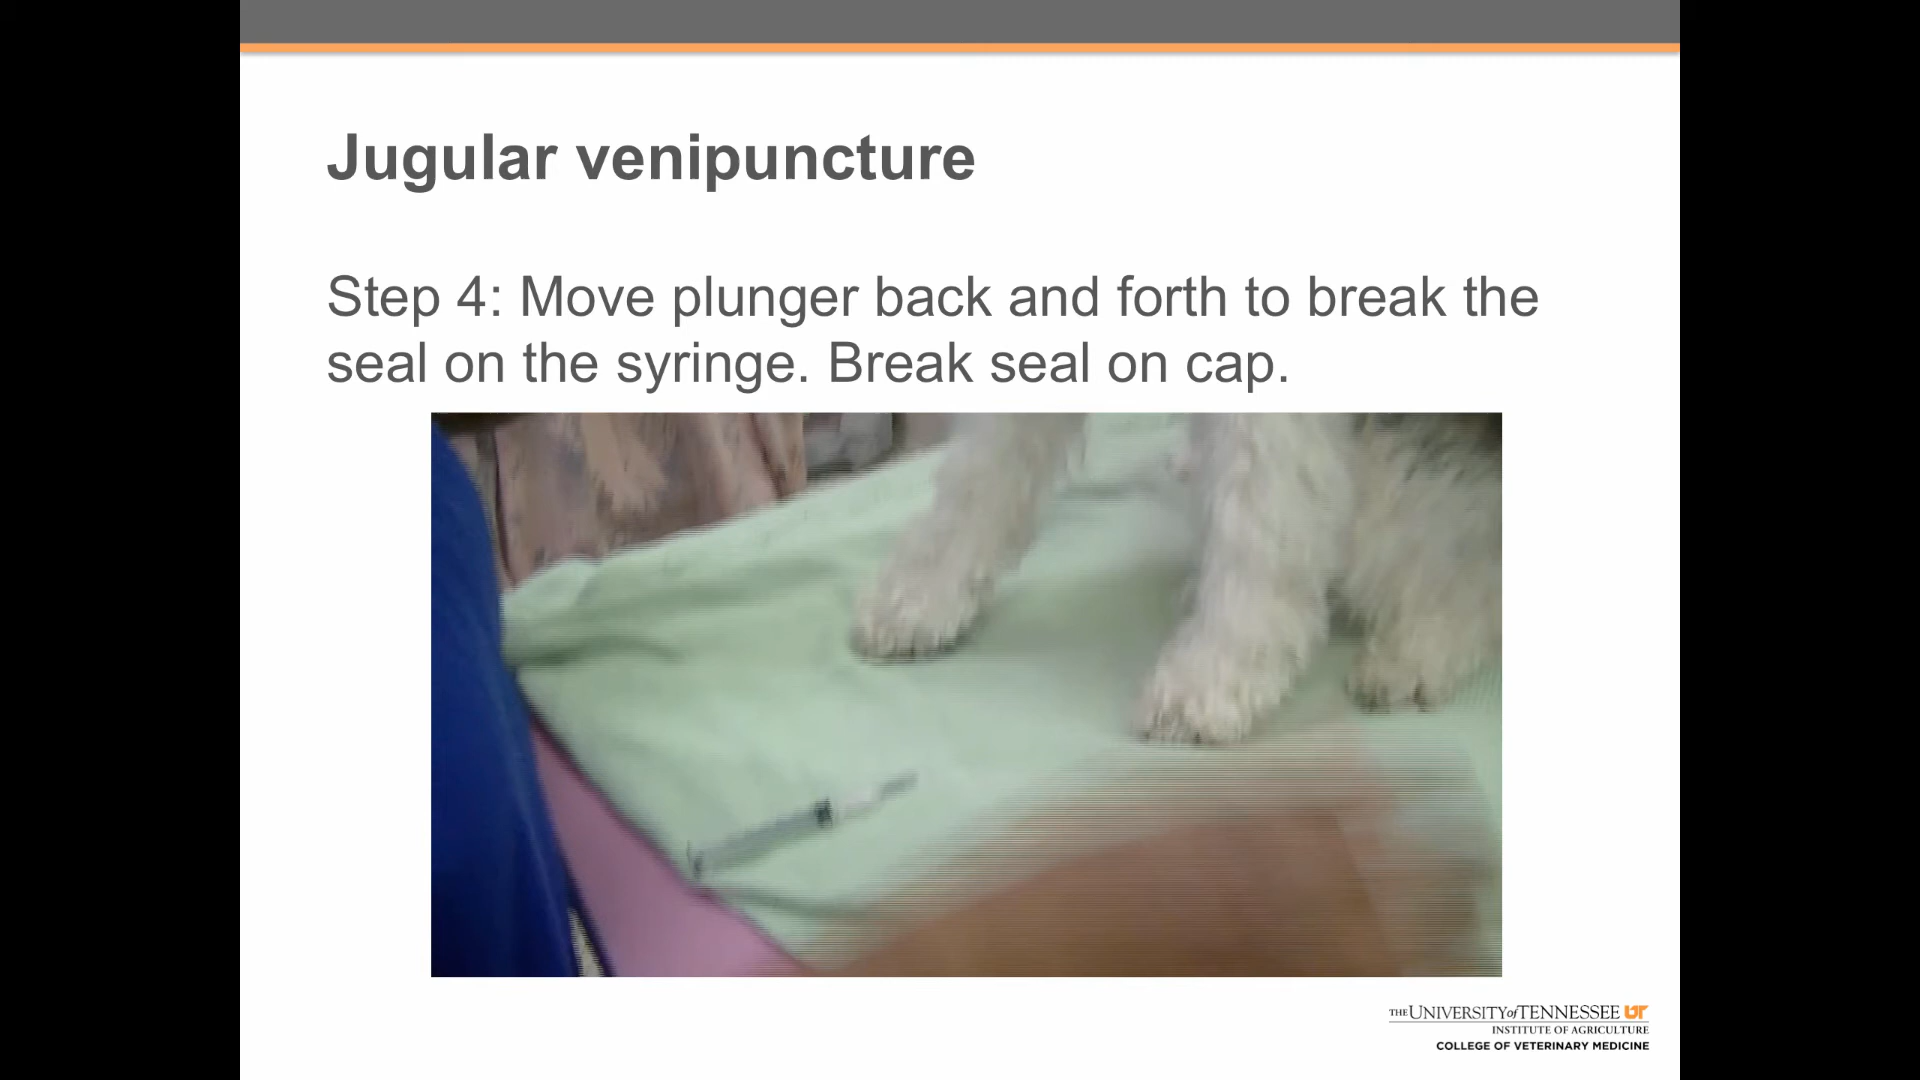 Jugular venipuncture
Step 4: Move plunger back and forth to break the
seal on the syringe. Break seal on cap.
THE UNIVERSITY of TENNESSEE UT
INSTITUTE OF AGRICULTURE
COLLEGE OF VETERINARY MEDICINE